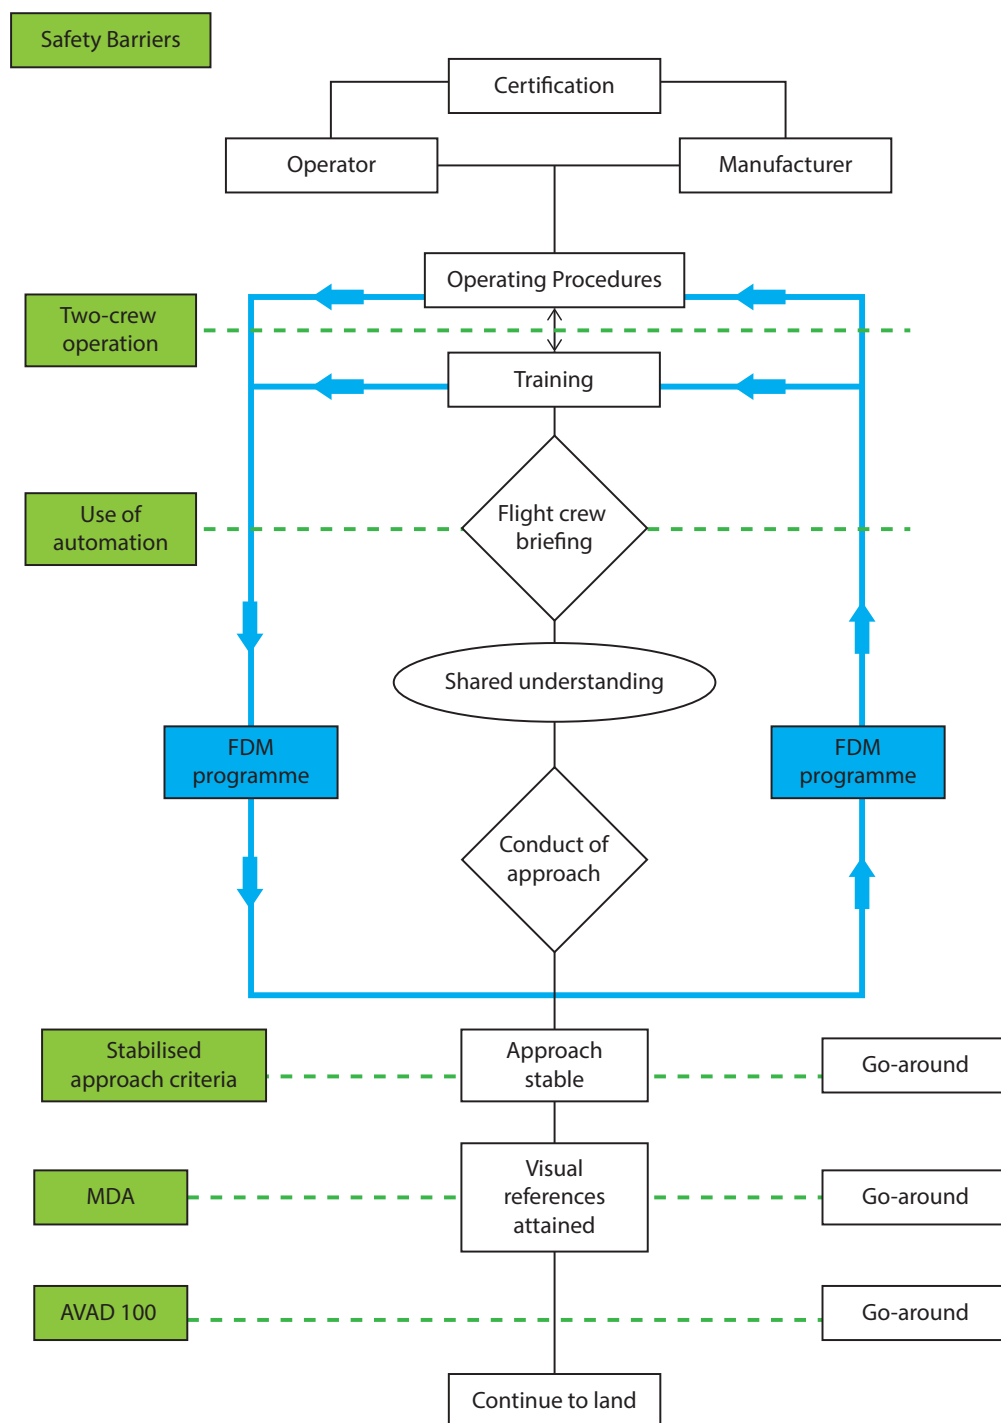 Safety Barriers
Certification
Operator
Manufacturer
Operating Procedures
Two-crew
operation
Training
Use of
automation
Flight crew
briefing
Shared understanding
FDM
programme
FDM
programme
Conduct of
approach
Stabilised
approach criteria
Approach
stable
Go-around
MDA
Visual
references
attained
Go-around
AVAD 100
Go-around
Continue to land